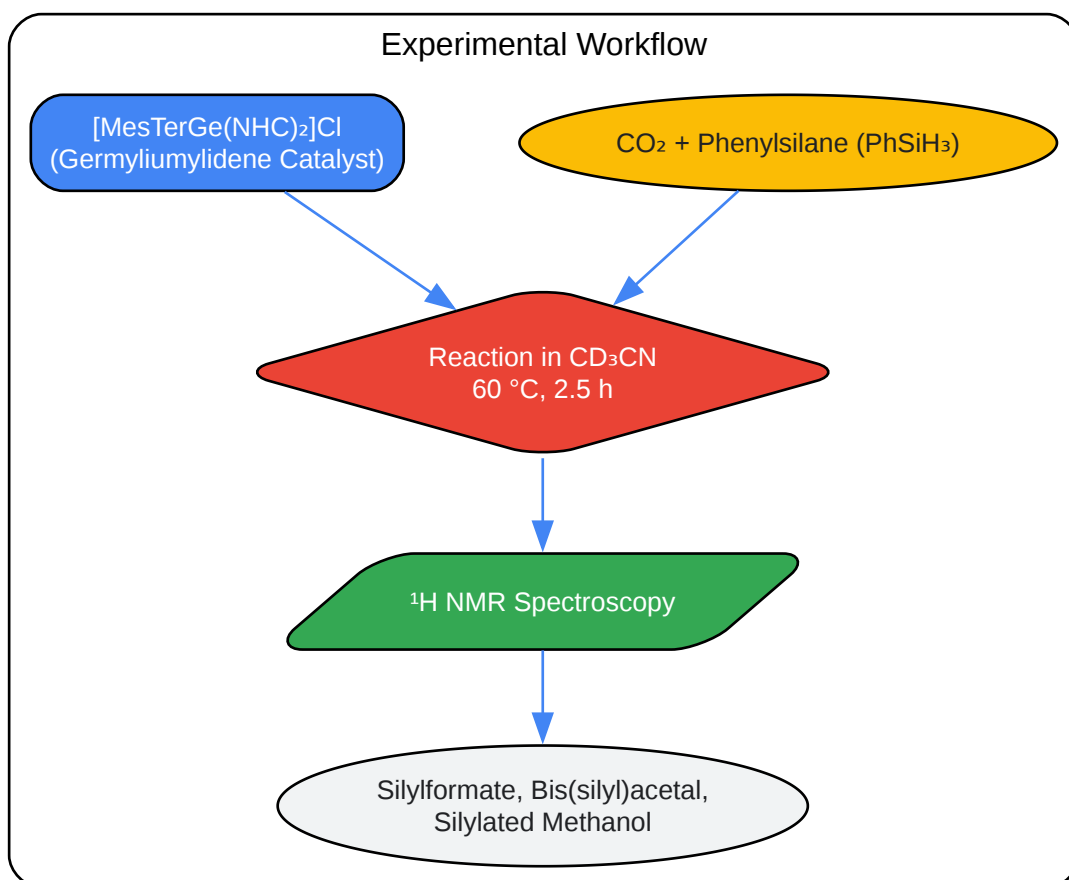 Experimental Workflow
[MesTerGe(NHC)₂]Cl
(Germyliumylidene Catalyst)
CO₂ + Phenylsilane (PhSiH₃)
Reaction in CD₃CN
60 °C, 2.5 h
¹H NMR Spectroscopy
Silylformate, Bis(silyl)acetal,
Silylated Methanol